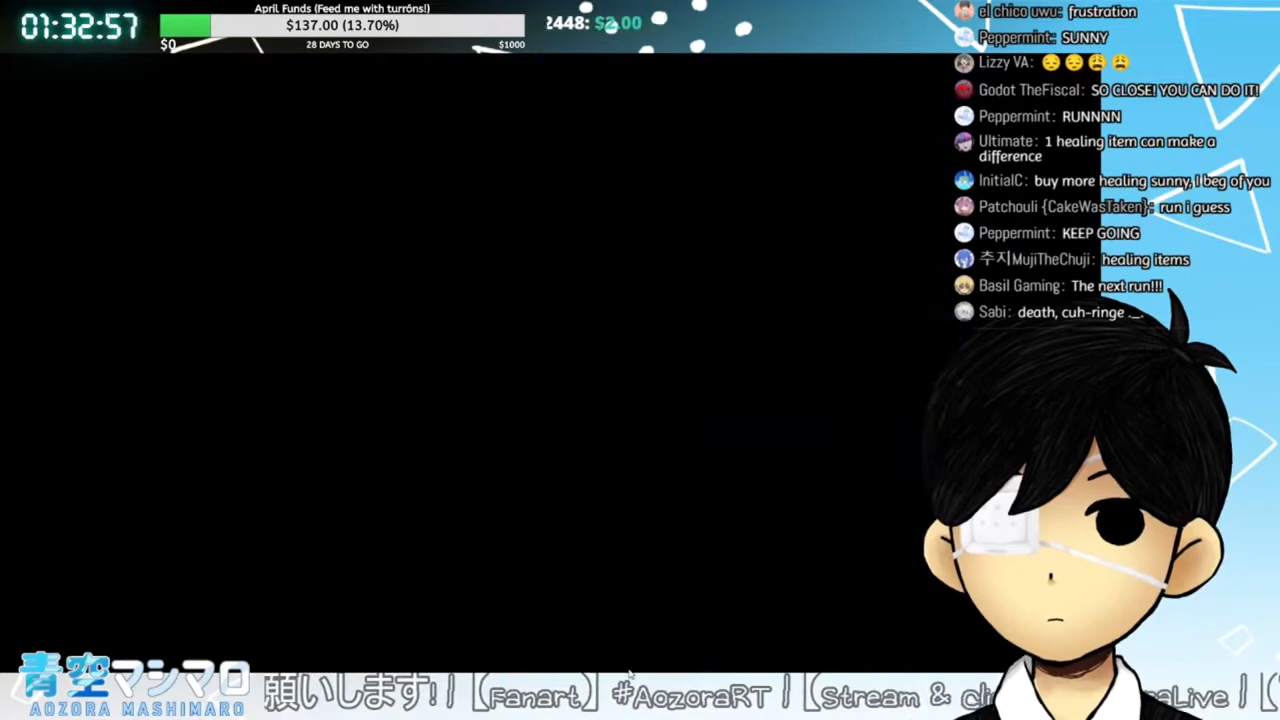 01:32:57
April Funds (Feed me with turróns!)
$137.00 (13.70%)
$0
28 DAYS TO GO
$1000
2448: $2.00
el chico uwu: frustration
Peppermint: SUNNY
Lizzy VA: 😔😔😩😩
Godot TheFiscal: SO CLOSE! YOU CAN DO IT!
Peppermint: RUNNNN
Ultimate: 1 healing item can make a
difference
InitialC: buy more healing sunny, I beg of you
Patchouli {CakeWasTaken}: run i guess
Peppermint: KEEP GOING
추지MujiTheChuji: healing items
Basil Gaming: The next run!!!
Sabi: death, cuh-ringe ._.
青空マシマロ
AOZORA MASHIMARO
願いします! / 【Fanart】 #AozoraRT / 【Stream & cli aLive / 【